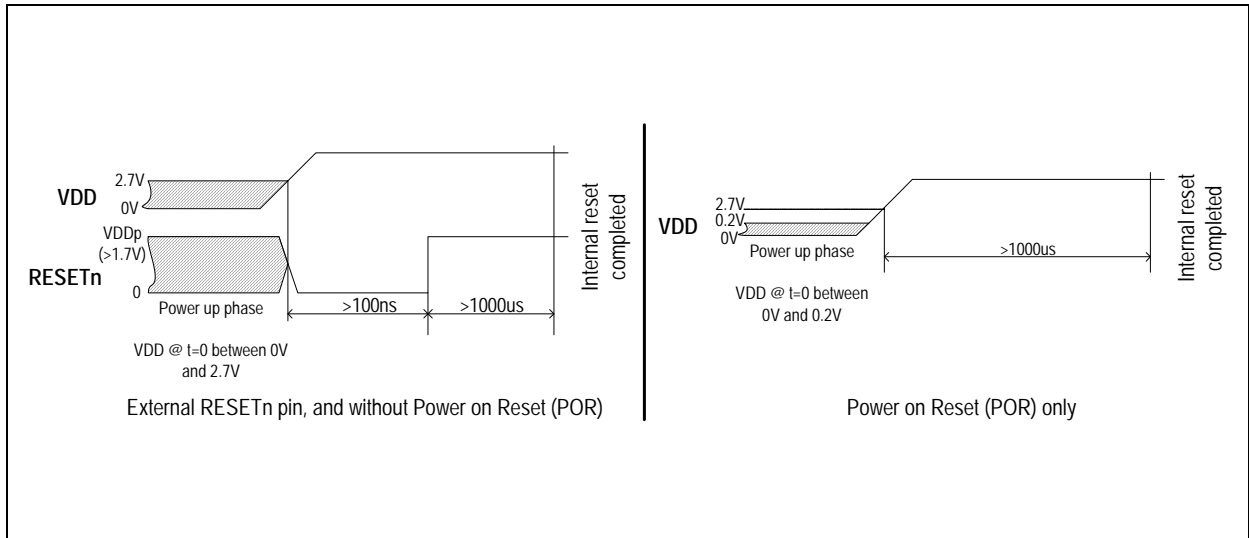 VDD
2.7V
0V
VDDp
(>1.7V)
RESETn
0
Power up phase
>100ns
>1000us
VDD @ t=0 between 0V
and 2.7V
Internal reset
completed
External RESETn pin, and without Power on Reset (POR)
VDD
2.7V
0.2V
0V
Power up phase
>1000us
VDD @ t=0 between
0V and 0.2V
Internal reset
completed
Power on Reset (POR) only